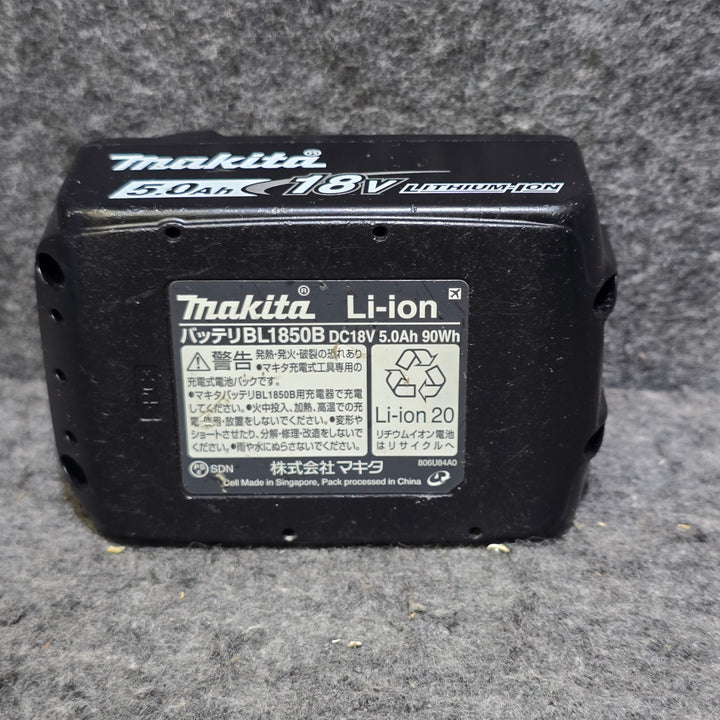 makita®
5.0Ah 18V LITHIUM-ION
makita® Li-ion
バッテリBL1850B DC18V 5.0Ah 90Wh
警告 発熱・発火・破裂の恐れあり
●マキタ充電式工具専用の
充電式電池パックです。
●マキタバッテリBL1850B用充電器で充電
してください。●火中投入、加熱、高温での充
電・使用・放置をしないでください。●変形や
ショートさせたり、分解・修理・改造をしないで
ください。●雨や水にぬらさないでください。
Li-ion 20
リチウムイオン電池
はリサイクルへ
PS E SDN 株式会社マキタ 806U84A0
Cell Made in Singapore, Pack processed in China